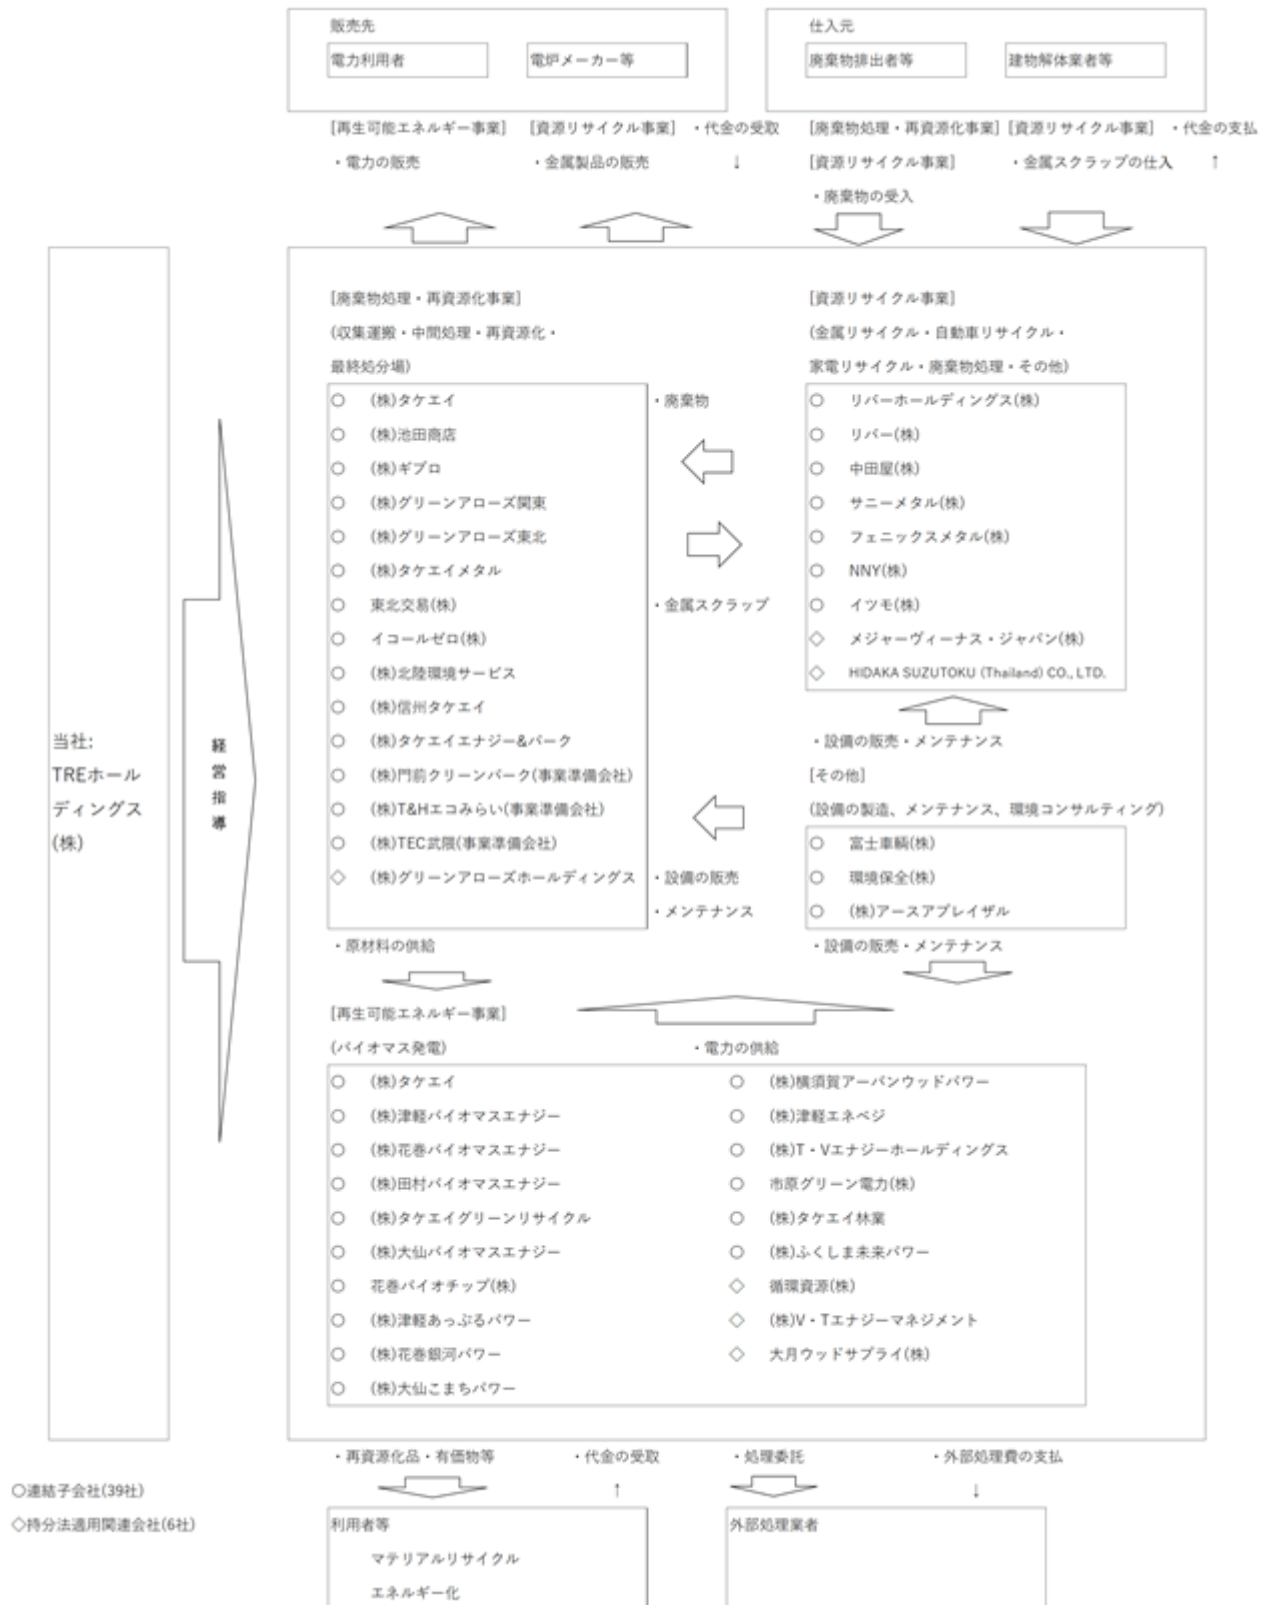 販売先
電力利用者
電炉メーカー等
仕入元
廃棄物排出者等
建物解体業者等
[再生可能エネルギー事業]
[資源リサイクル事業]
・代金の受取
・電力の販売
・金属製品の販売
↓
[廃棄物処理・再資源化事業]
[資源リサイクル事業]
・代金の支払
[資源リサイクル事業]
・金属スクラップの仕入
↑
・廃棄物の受入
当社:
TREホール
ディングス
(株)
経営指導
[廃棄物処理・再資源化事業]
(収集運搬・中間処理・再資源化・
最終処分場)
○ (株)タケエイ
○ (株)池田商店
○ (株)ギプロ
○ (株)グリーンアローズ関東
○ (株)グリーンアローズ東北
○ (株)タケエイメタル
○ 東北交易(株)
○ イコールゼロ(株)
○ (株)北陸環境サービス
○ (株)信州タケエイ
○ (株)タケエイエナジー&パーク
○ (株)門前クリーンパーク(事業準備会社)
○ (株)T&Hエコみらい(事業準備会社)
○ (株)TEC武隈(事業準備会社)
◇ (株)グリーンアローズホールディングス
・廃棄物
・金属スクラップ
・設備の販売
・メンテナンス
[資源リサイクル事業]
(金属リサイクル・自動車リサイクル・
家電リサイクル・廃棄物処理・その他)
○ リバーホールディングス(株)
○ リバー(株)
○ 中田屋(株)
○ サニーメタル(株)
○ フェニックスメタル(株)
○ NNY(株)
○ イツモ(株)
◇ メジャーヴィーナス・ジャパン(株)
◇ HIDAKA SUZUTOKU (Thailand) CO., LTD.
・設備の販売・メンテナンス
[その他]
(設備の製造、メンテナンス、環境コンサルティング)
○ 富士車輌(株)
○ 環境保全(株)
○ (株)アースアプレイザル
・設備の販売・メンテナンス
・原材料の供給
[再生可能エネルギー事業]
(バイオマス発電)
・電力の供給
○ (株)タケエイ
○ (株)津軽バイオマスエナジー
○ (株)花巻バイオマスエナジー
○ (株)田村バイオマスエナジー
○ (株)タケエイグリーンリサイクル
○ (株)大仙バイオマスエナジー
○ 花巻バイオチップ(株)
○ (株)津軽あっぷるパワー
○ (株)花巻銀河パワー
○ (株)大仙こまちパワー
○ (株)横須賀アーバンウッドパワー
○ (株)津軽エネベジ
○ (株)T・Vエナジーホールディングス
○ 市原グリーン電力(株)
○ (株)タケエイ林業
○ (株)ふくしま未来パワー
◇ 循環資源(株)
◇ (株)V・Tエナジーマネジメント
◇ 大月ウッドサプライ(株)
・再資源化品・有価物等
・代金の受取
↑
・処理委託
・外部処理費の支払
↓
○連結子会社(39社)
◇持分法適用関連会社(6社)
利用者等
マテリアルリサイクル
エネルギー化
外部処理業者